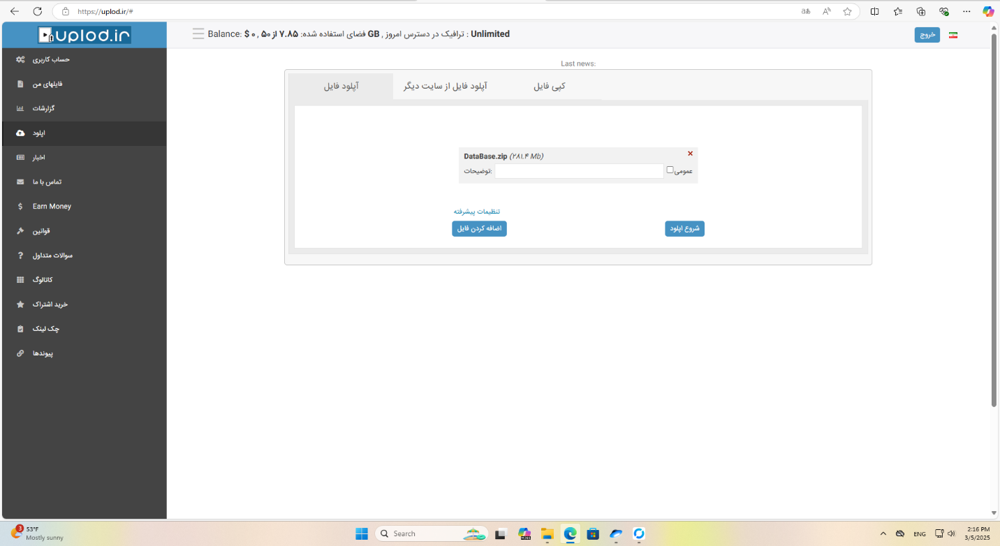 https://uplod.ir/#
uplod.ir
Balance: $ ۰ , فضای استفاده شده: ۷.۸۵ از ۵۰ GB , ترافیک در دسترس امروز : Unlimited
خروج
حساب کاربری
فایلهای من
گزارشات
اپلود
اخبار
تماس با ما
Earn Money
قوانین
سوالات متداول
کاتالوگ
خرید اشتراک
چک لینک
پیوندها
Last news:
آپلود فایل
آپلود فایل از سایت دیگر
کپی فایل
DataBase.zip (۲۸۱.۴ Mb)
توضیحات:
عمومی
تنظیمات پیشرفته
اضافه کردن فایل
شروع اپلود
3
53°F
Mostly sunny
Search
ENG
2:16 PM
3/5/2025